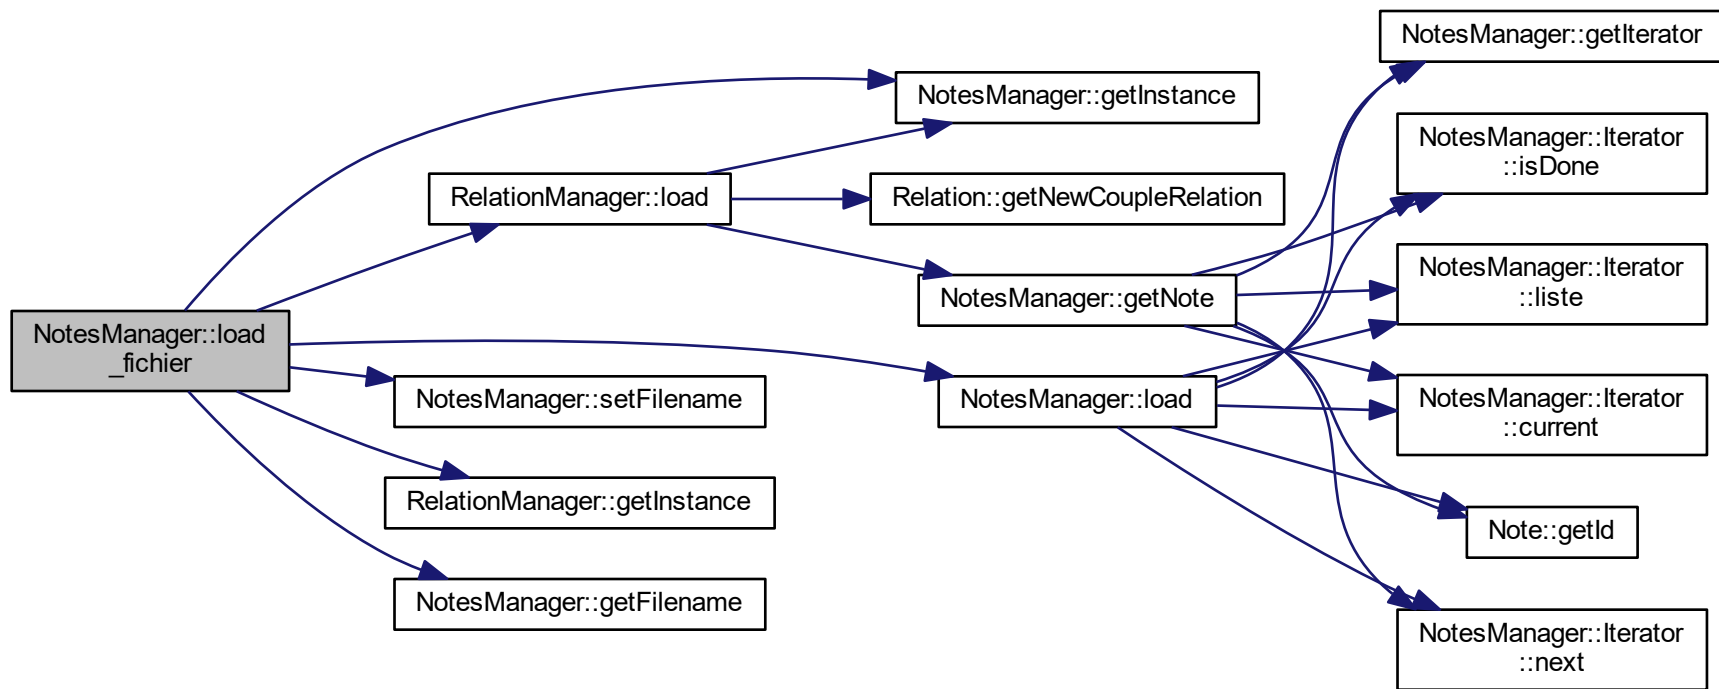 NotesManager::load
_fichier
NotesManager::getInstance
RelationManager::load
Relation::getNewCoupleRelation
NotesManager::getNote
NotesManager::load
NotesManager::setFilename
RelationManager::getInstance
NotesManager::getFilename
NotesManager::getIterator
NotesManager::Iterator
::isDone
NotesManager::Iterator
::liste
NotesManager::Iterator
::current
Note::getId
NotesManager::Iterator
::next